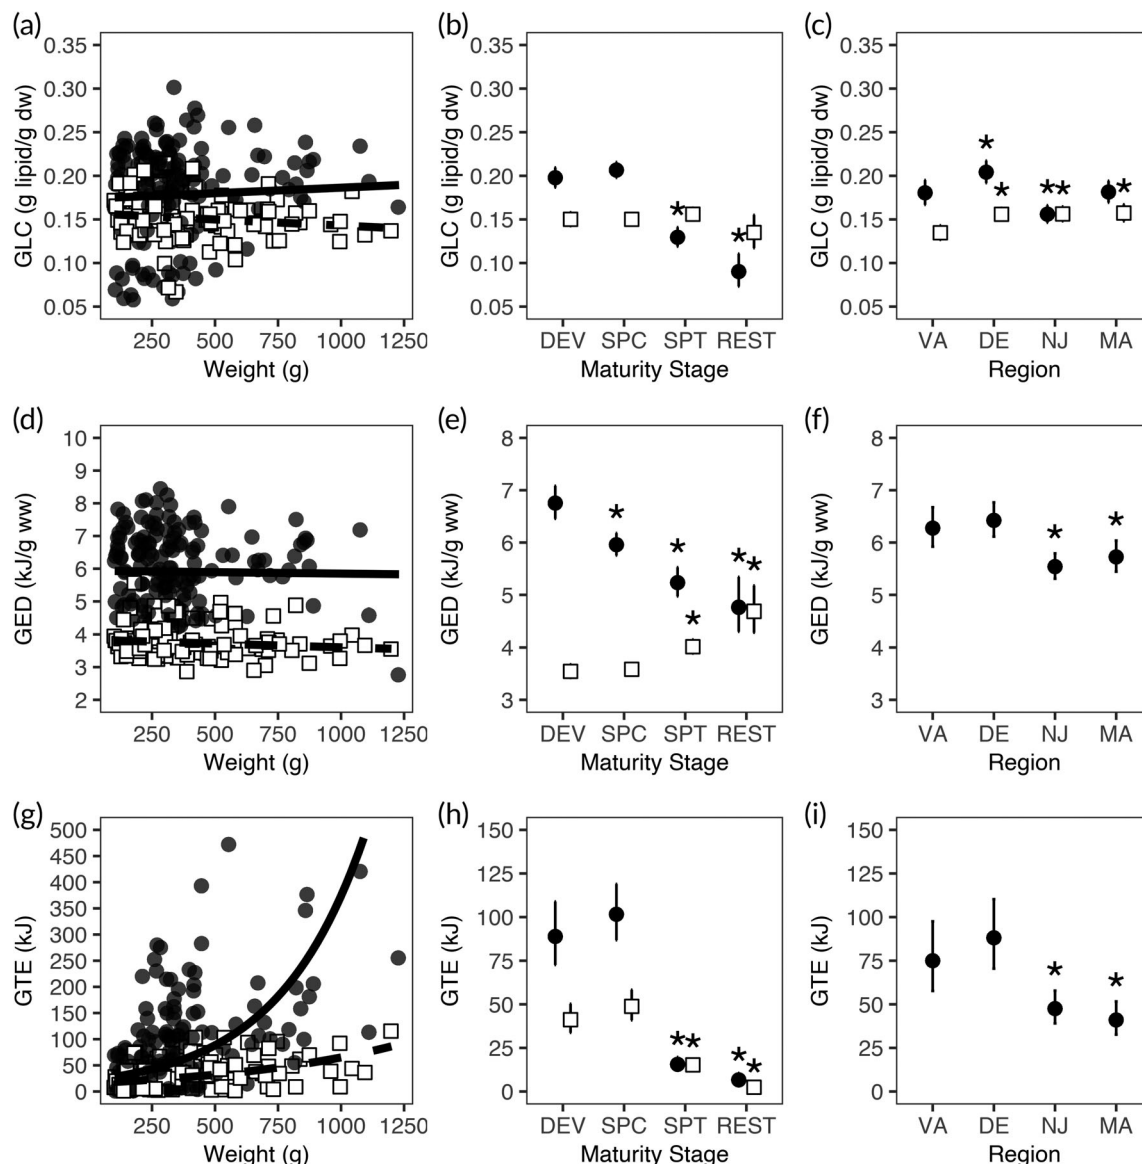 (a) (b) (c)
GLC (g lipid/g dw)
0.35
0.30
0.25
0.20
0.15
0.10
0.05
250 500 750 1000 1250
Weight (g)
GLC (g lipid/g dw)
0.35
0.30
0.25
0.20
0.15
0.10
0.05
* *
DEV SPC SPT REST
Maturity Stage
GLC (g lipid/g dw)
0.35
0.30
0.25
0.20
0.15
0.10
0.05
* * * * *
VA DE NJ MA
Region
(d) (e) (f)
GED (kJ/g ww)
10
9
8
7
6
5
4
3
2
250 500 750 1000 1250
Weight (g)
GED (kJ/g ww)
8
7
6
5
4
3
* * * * *
DEV SPC SPT REST
Maturity Stage
GED (kJ/g ww)
8
7
6
5
4
3
* *
VA DE NJ MA
Region
(g) (h) (i)
GTE (kJ)
500
450
400
350
300
250
200
150
100
50
0
250 500 750 1000 1250
Weight (g)
GTE (kJ)
150
125
100
75
50
25
0
* * * *
DEV SPC SPT REST
Maturity Stage
GTE (kJ)
150
125
100
75
50
25
0
* *
VA DE NJ MA
Region